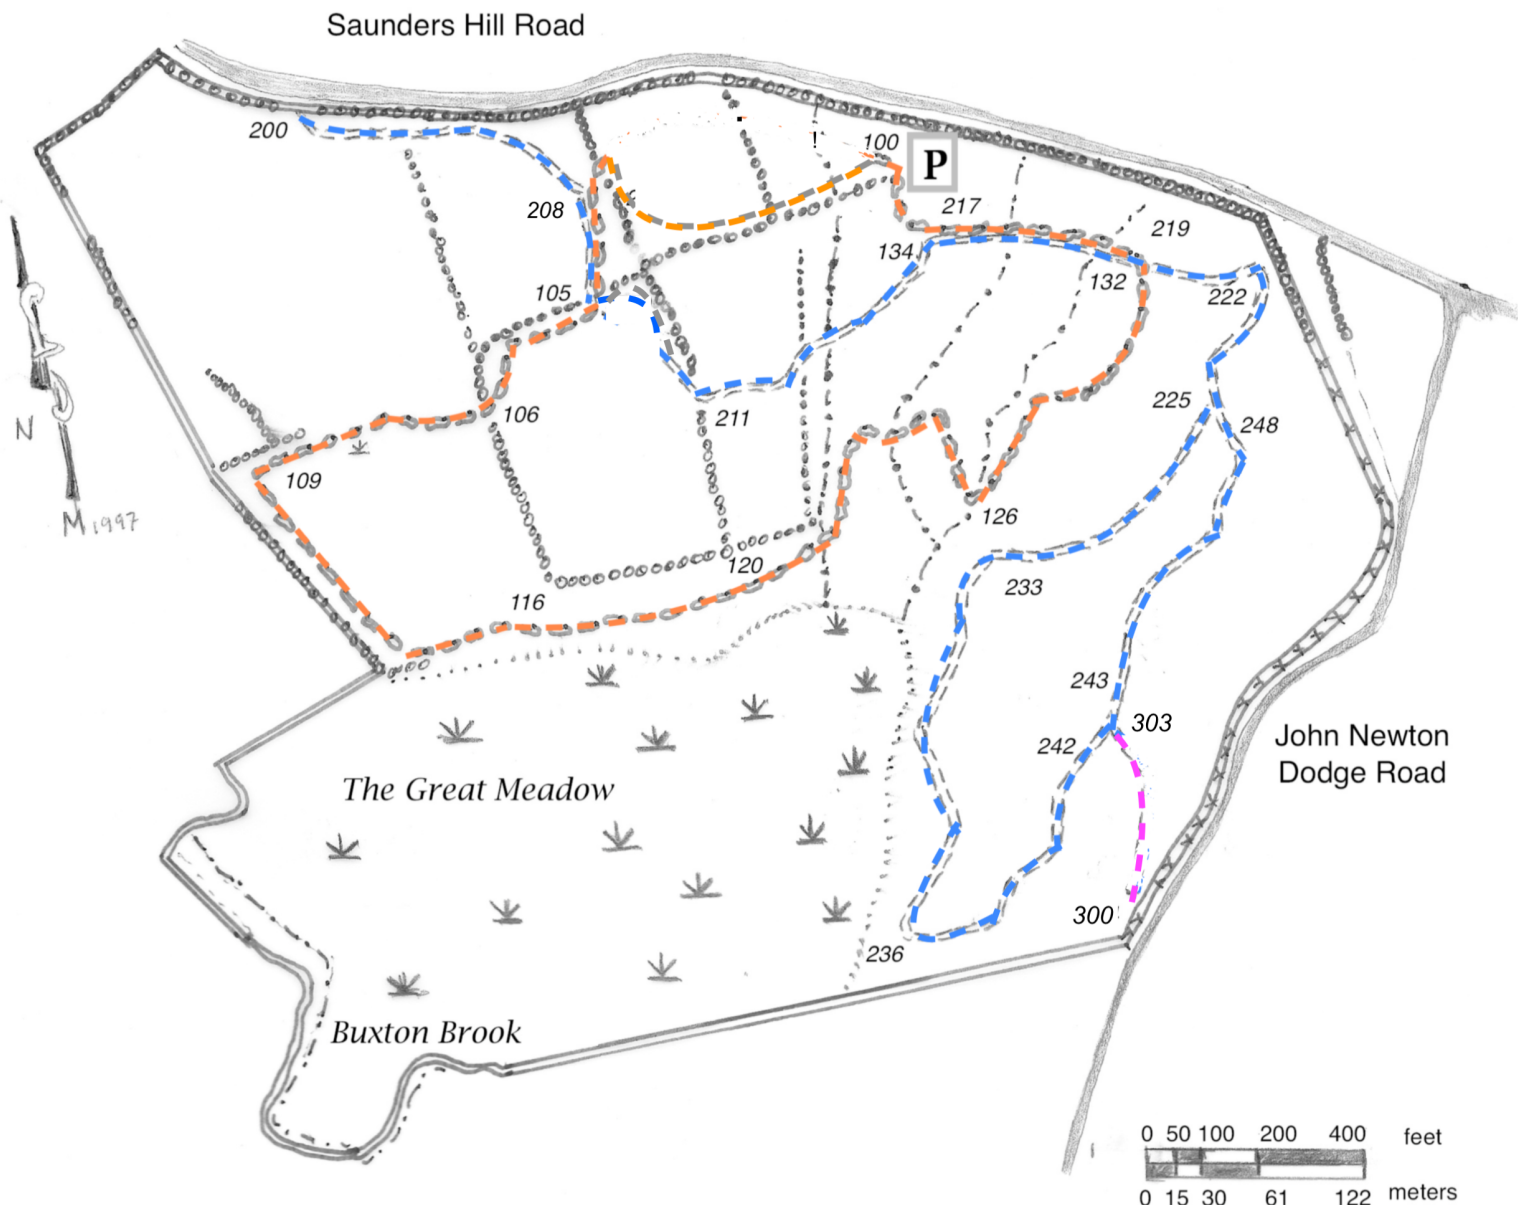 Saunders Hill Road
200
100
P
208
217
219
134
132
222
105
225
248
106
211
109
126
N
M 1997
120
233
116
243
303
242
John Newton
Dodge Road
The Great Meadow
300
236
Buxton Brook
0 50 100 200 400 feet
0 15 30 61 122 meters